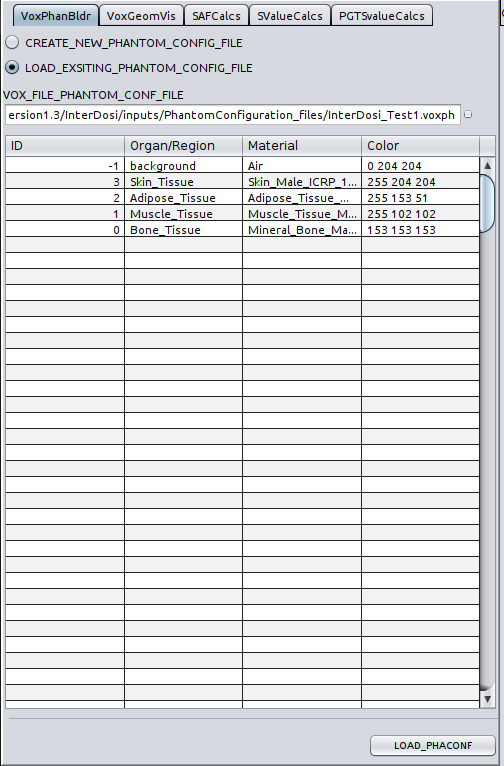 VoxPhanBldr VoxGeomVis SAFCalcs SValueCalcs PGTSvalueCalcs
CREATE_NEW_PHANTOM_CONFIG_FILE
LOAD_EXSITING_PHANTOM_CONFIG_FILE
VOX_FILE_PHANTOM_CONF_FILE
ersion1.3/InterDosi/inputs/PhantomConfiguration_files/InterDosi_Test1.voxph
ID Organ/Region Material Color
-1 background Air 0 204 204
3 Skin_Tissue Skin_Male_ICRP_1... 255 204 204
2 Adipose_Tissue Adipose_Tissue_... 255 153 51
1 Muscle_Tissue Muscle_Tissue_M... 255 102 102
0 Bone_Tissue Mineral_Bone_Ma... 153 153 153
LOAD_PHACONF